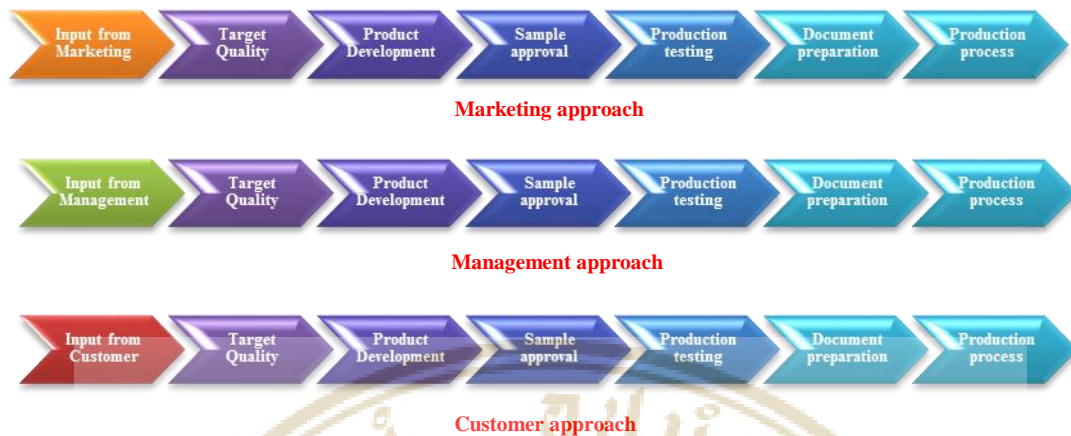 Input from Target Product Sample Production Document Production
Marketing Quality Development approval testing preparation process
Marketing approach
Input from Target Product Sample Production Document Production
Management Quality Development approval testing preparation process
Management approach
Input from Target Product Sample Production Document Production
Customer Quality Development approval testing preparation process
Customer approach